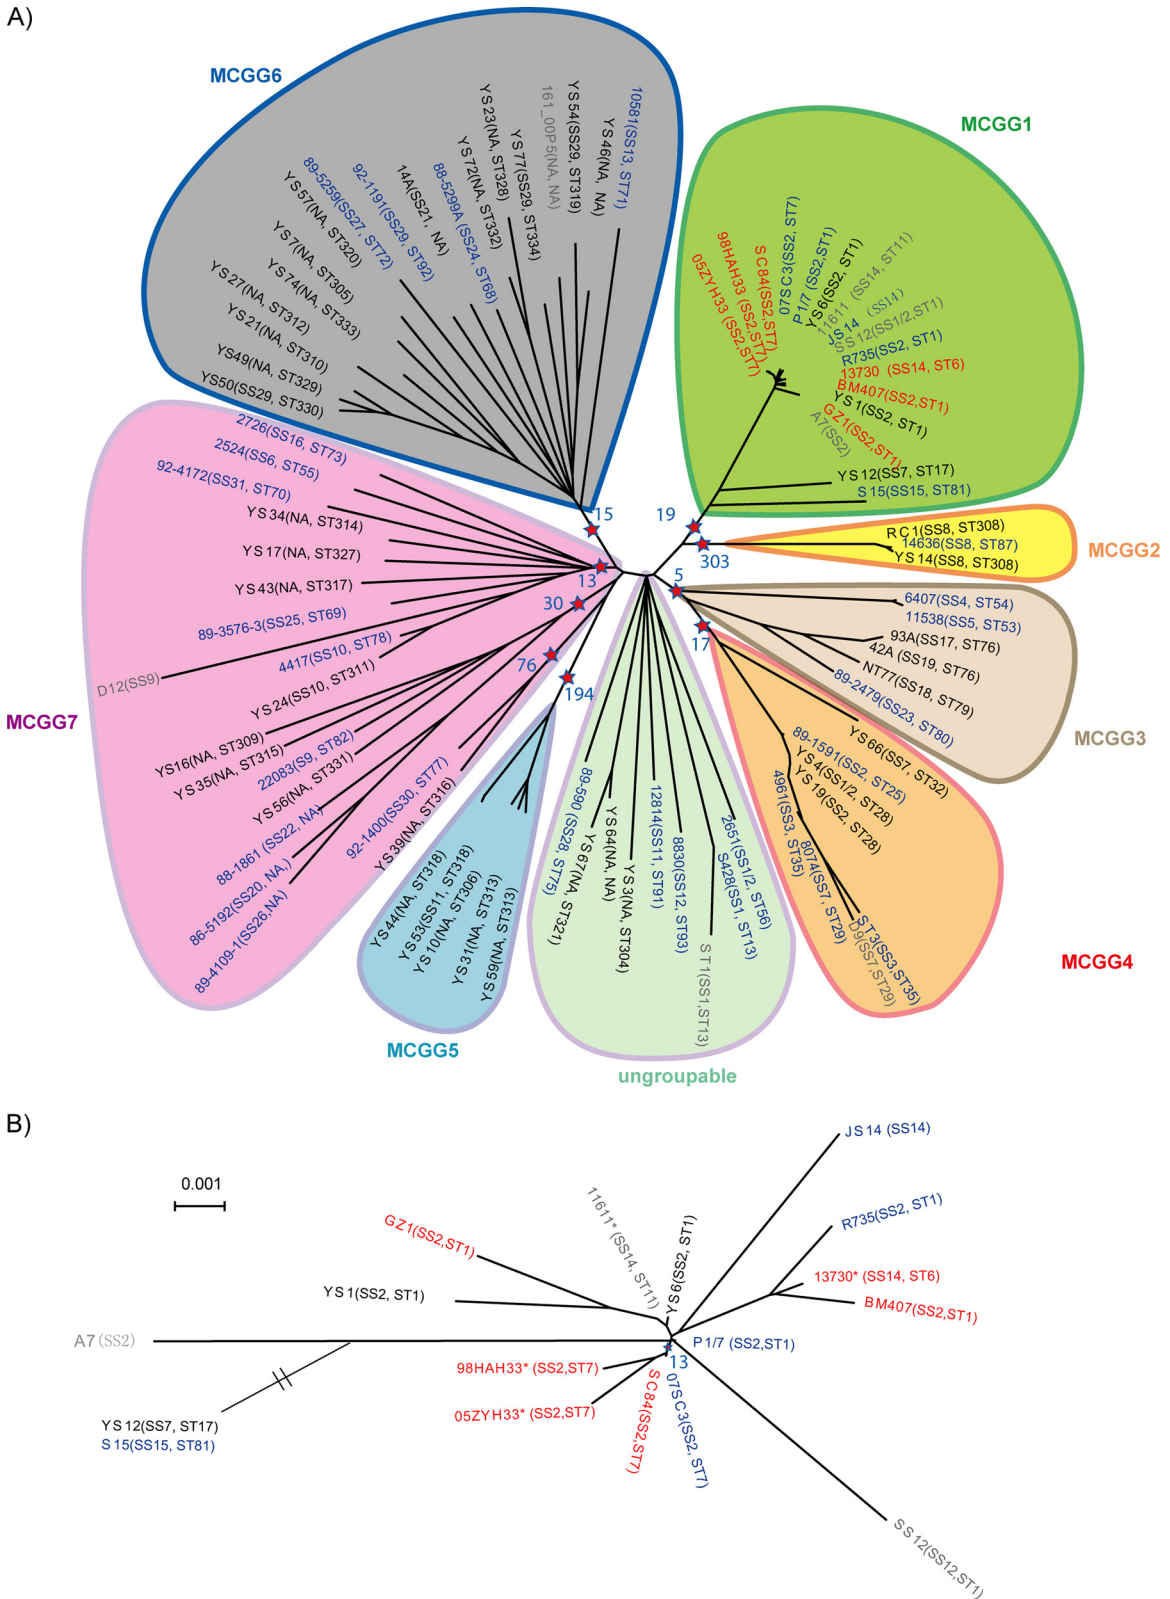 A)
MCGG6
MCGG1
10581(SS13, ST71)
YS46(NA, NA)
YS54(SS29, ST319)
161_00P5(NA, NA)
YS77(SS29, ST334)
YS23(NA, ST328)
YS72(NA, ST332)
88-5299A (SS24, ST68)
14A(SS21, NA)
92-1191(SS29, ST92)
89-5259(SS27, ST72)
YS57(NA, ST320)
YS7(NA, ST305)
YS74(NA, ST333)
YS27(NA, ST312)
YS21(NA, ST310)
YS49(NA, ST329)
YS50(SS29, ST330)
05ZYH33 (SS2,ST7)
98HAH33 (SS2,ST7)
SC84(SS2,ST7)
07SC3(SS2, ST7)
P1/7 (SS2,ST1)
YS6(SS2, ST1)
11611 (SS14, ST11)
JS14 (SS14)
SS12(SS1/2,ST1)
R735(SS2, ST1)
13730 (SS14, ST6)
BM407(SS2,ST1)
YS1(SS2, ST1)
GZ1(SS2,ST1)
A7(SS2)
YS12(SS7, ST17)
S15(SS15, ST81)
15
19
303
13
30
5
17
76
194
RC1(SS8, ST308)
14636(SS8, ST87)
YS14(SS8, ST308)
MCGG2
6407(SS4, ST54)
11538(SS5, ST53)
93A(SS17, ST76)
42A (SS19, ST76)
NT77(SS18, ST79)
89-2479(SS23, ST80)
MCGG3
YS66(SS7, ST32)
89-1591(SS2, ST25)
YS4(SS1/2, ST28)
YS19(SS2, ST28)
4961(SS3, ST35)
8074(SS7, ST29)
ST3(SS3,ST35)
D9(SS7,ST29)
MCGG4
2651(SS1/2, ST56)
S428(SS1, ST13)
ST1(SS1,ST13)
8830(SS12, ST93)
12814(SS11, ST91)
YS3(NA, ST304)
YS64(NA, NA)
YS67(NA, ST321)
89-590 (SS28, ST75)
ungroupable
YS44(NA, ST318)
YS53(SS11, ST318)
YS10(NA, ST306)
YS31(NA, ST313)
YS59(NA, ST313)
MCGG5
2726(SS16, ST73)
2524(SS6, ST55)
92-4172(SS31, ST70)
YS34(NA, ST314)
YS17(NA, ST327)
YS43(NA, ST317)
89-3576-3(SS25, ST69)
4417(SS10, ST78)
D12(SS9)
YS24(SS10, ST311)
YS16(NA, ST309)
YS35(NA, ST315)
22083(S9, ST82)
YS56(NA, ST331)
88-1861 (SS22, NA)
86-5192(SS20, NA)
89-4109-1(SS26,NA)
92-1400(SS30, ST77)
YS39(NA, ST316)
MCGG7
B)
0.001
JS14 (SS14)
R735(SS2, ST1)
13730* (SS14, ST6)
BM407(SS2,ST1)
P1/7 (SS2,ST1)
YS6(SS2, ST1)
11611* (SS14, ST11)
GZ1(SS2,ST1)
YS1(SS2, ST1)
A7(SS2)
98HAH33* (SS2,ST7)
05ZYH33* (SS2,ST7)
13
SC84(SS2,ST7)
07SC3(SS2, ST7)
YS12(SS7, ST17)
S15(SS15, ST81)
SS12(SS12,ST1)